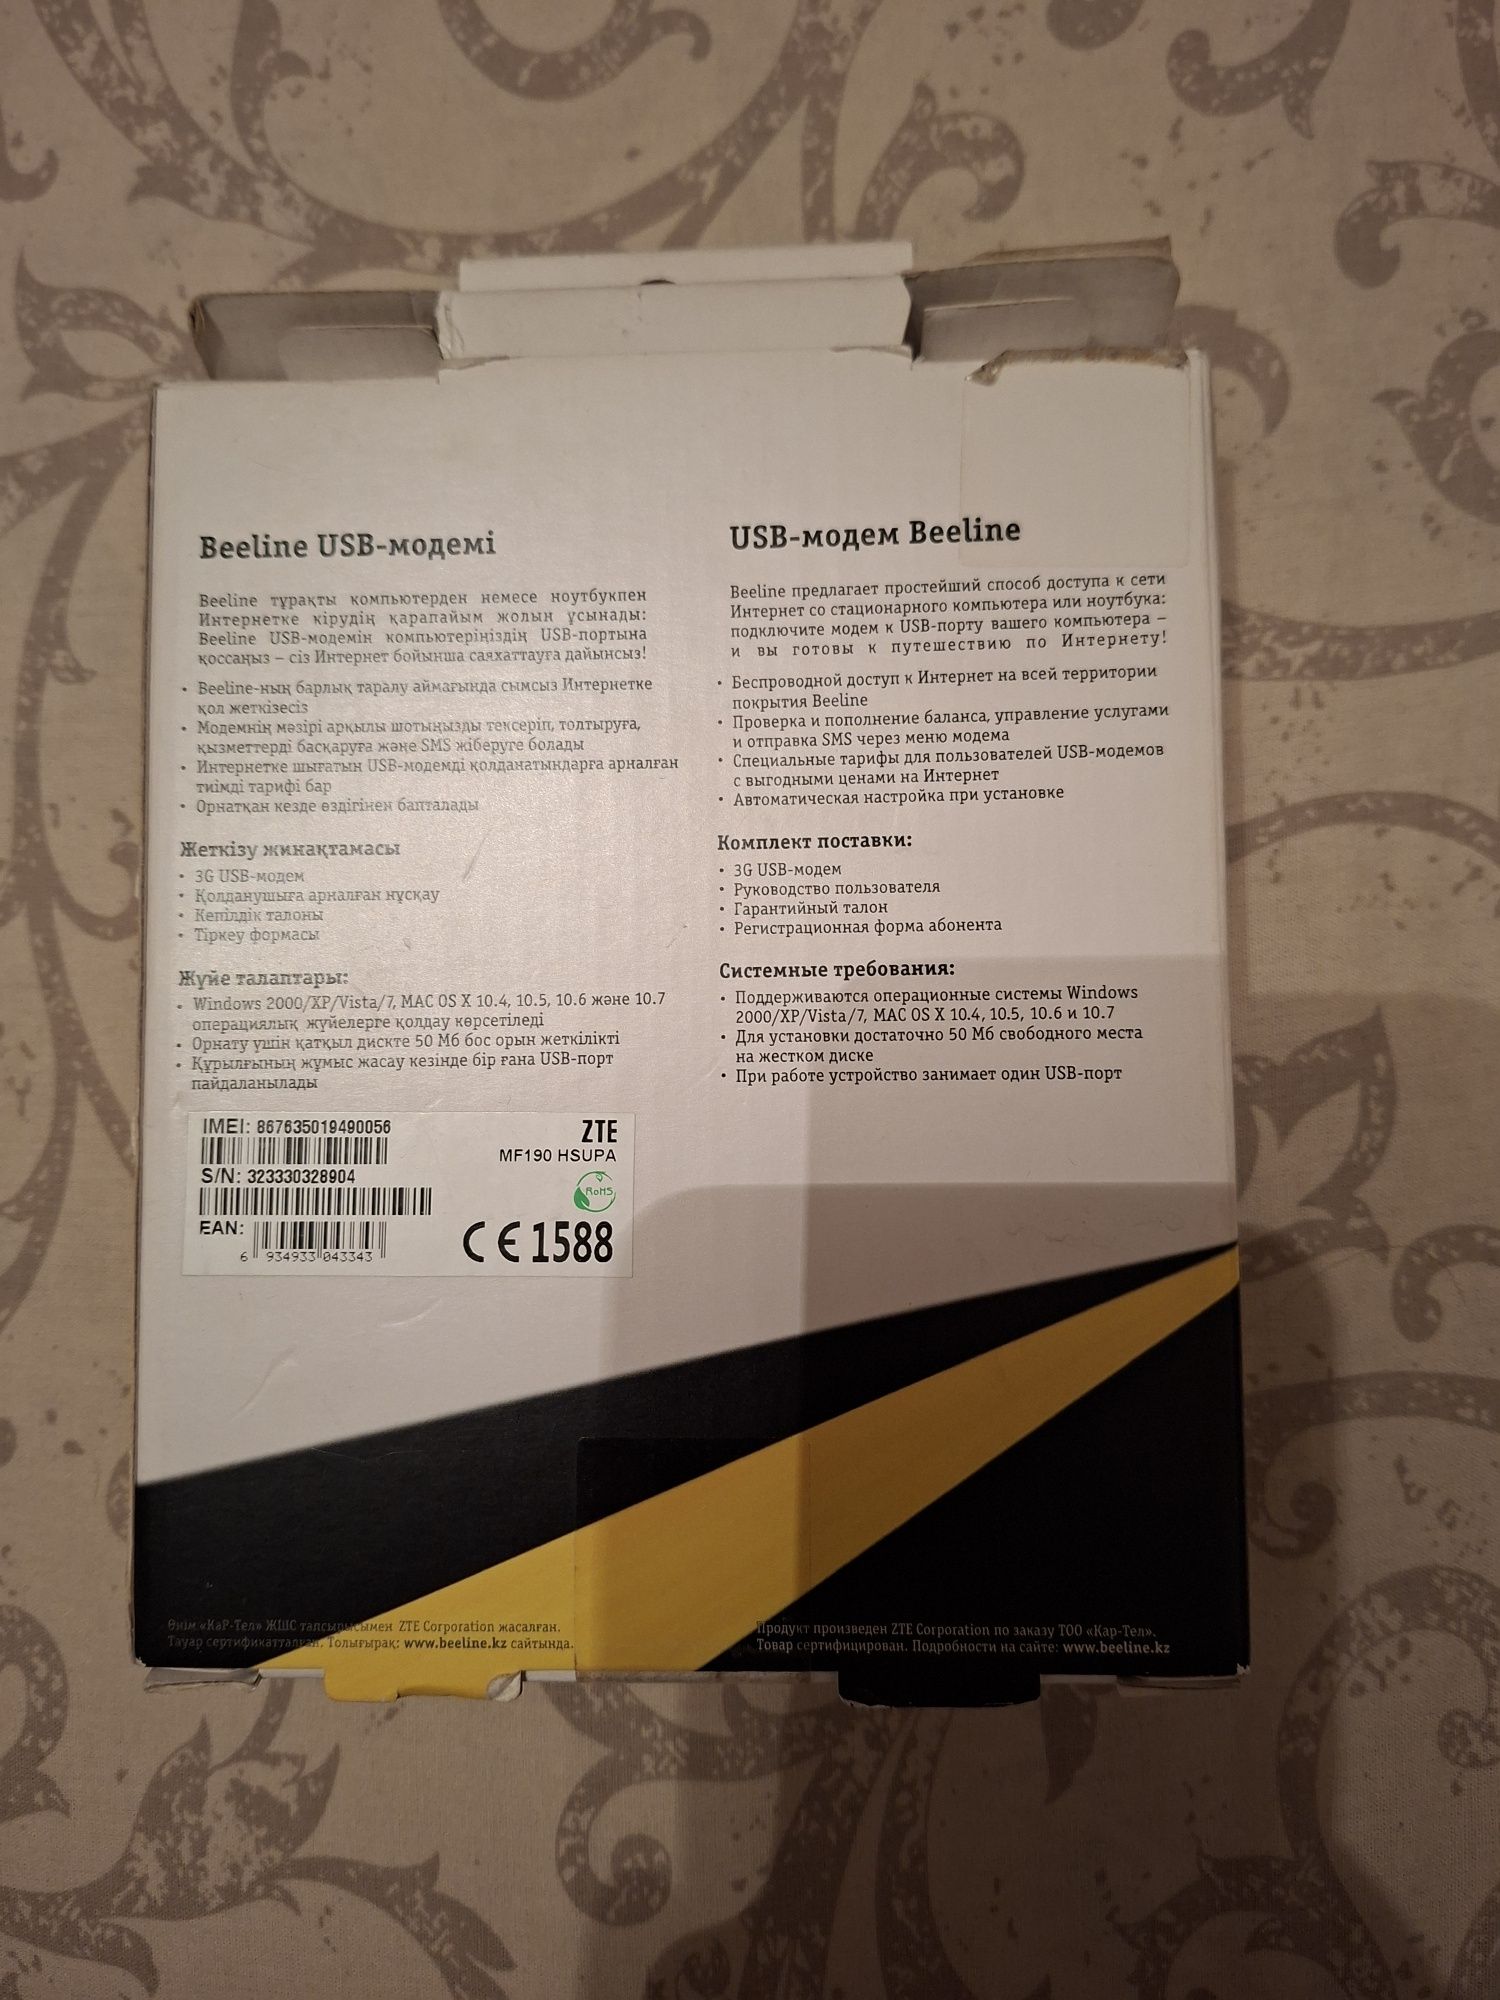 Beeline USB-модемі
Beeline тұрақты компьютерден немесе ноутбукпен
Интернетке кірудің қарапайым жолын ұсынады:
Beeline USB-модемін компьютеріңіздің USB-портына
қоссаңыз – сіз Интернет бойынша саяхаттауға дайынсыз!
• Beeline-ның барлық таралу аймағында сымсыз Интернетке
қол жеткізесіз
• Модемнің мәзірі арқылы шотыңызды тексеріп, толтыруға,
қызметтерді басқаруға және SMS жіберуге болады
• Интернетке шығатын USB-модемді қолданатындарға арналған
тиімді тарифі бар
• Орнатқан кезде өздігінен бапталады
Жеткізу жинақтамасы
• 3G USB-модем
• Қолданушыға арналған нұсқау
• Кепілдік талоны
• Тіркеу формасы
Жүйе талаптары:
• Windows 2000/XP/Vista/7, MAC OS X 10.4, 10.5, 10.6 және 10.7
операциялық жүйелерге қолдау көрсетіледі
• Орнату үшін қатқыл дискте 50 Мб бос орын жеткілікті
• Құрылғының жұмыс жасау кезінде бір ғана USB-порт
пайдаланылады
USB-модем Beeline
Beeline предлагает простейший способ доступа к сети
Интернет со стационарного компьютера или ноутбука:
подключите модем к USB-порту вашего компьютера –
и вы готовы к путешествию по Интернету!
• Беспроводной доступ к Интернет на всей территории
покрытия Beeline
• Проверка и пополнение баланса, управление услугами
и отправка SMS через меню модема
• Специальные тарифы для пользователей USB-модемов
с выгодными ценами на Интернет
• Автоматическая настройка при установке
Комплект поставки:
• 3G USB-модем
• Руководство пользователя
• Гарантийный талон
• Регистрационная форма абонента
Системные требования:
• Поддерживаются операционные системы Windows
2000/XP/Vista/7, MAC OS X 10.4, 10.5, 10.6 и 10.7
• Для установки достаточно 50 Мб свободного места
на жестком диске
• При работе устройство занимает один USB-порт
IMEI: 867635019490056
S/N: 323330328904
EAN:
6 934933 043343
ZTE
MF190 HSUPA
RoHS
CE 1588
Өнім «КаР-Тел» ЖШС тапсырысымен ZTE Corporation жасалған.
Тауар сертификатталған. Толығырақ: www.beeline.kz сайтында.
Продукт произведен ZTE Corporation по заказу ТОО «Кар-Тел».
Товар сертифицирован. Подробности на сайте: www.beeline.kz